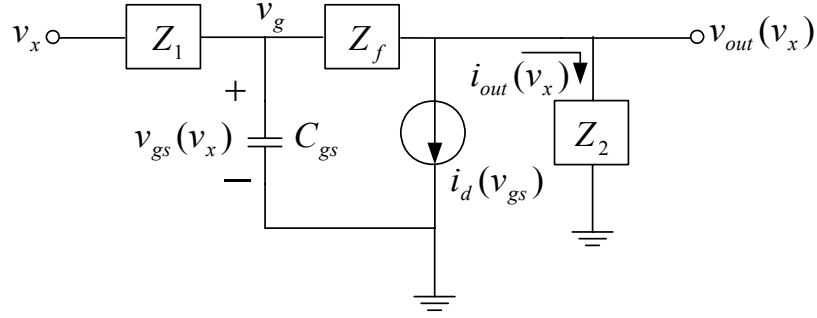 v_x Z_1 v_g Z_f v_out(v_x)
i_out(v_x)
+
v_gs(v_x) C_gs Z_2
−
i_d(v_gs)